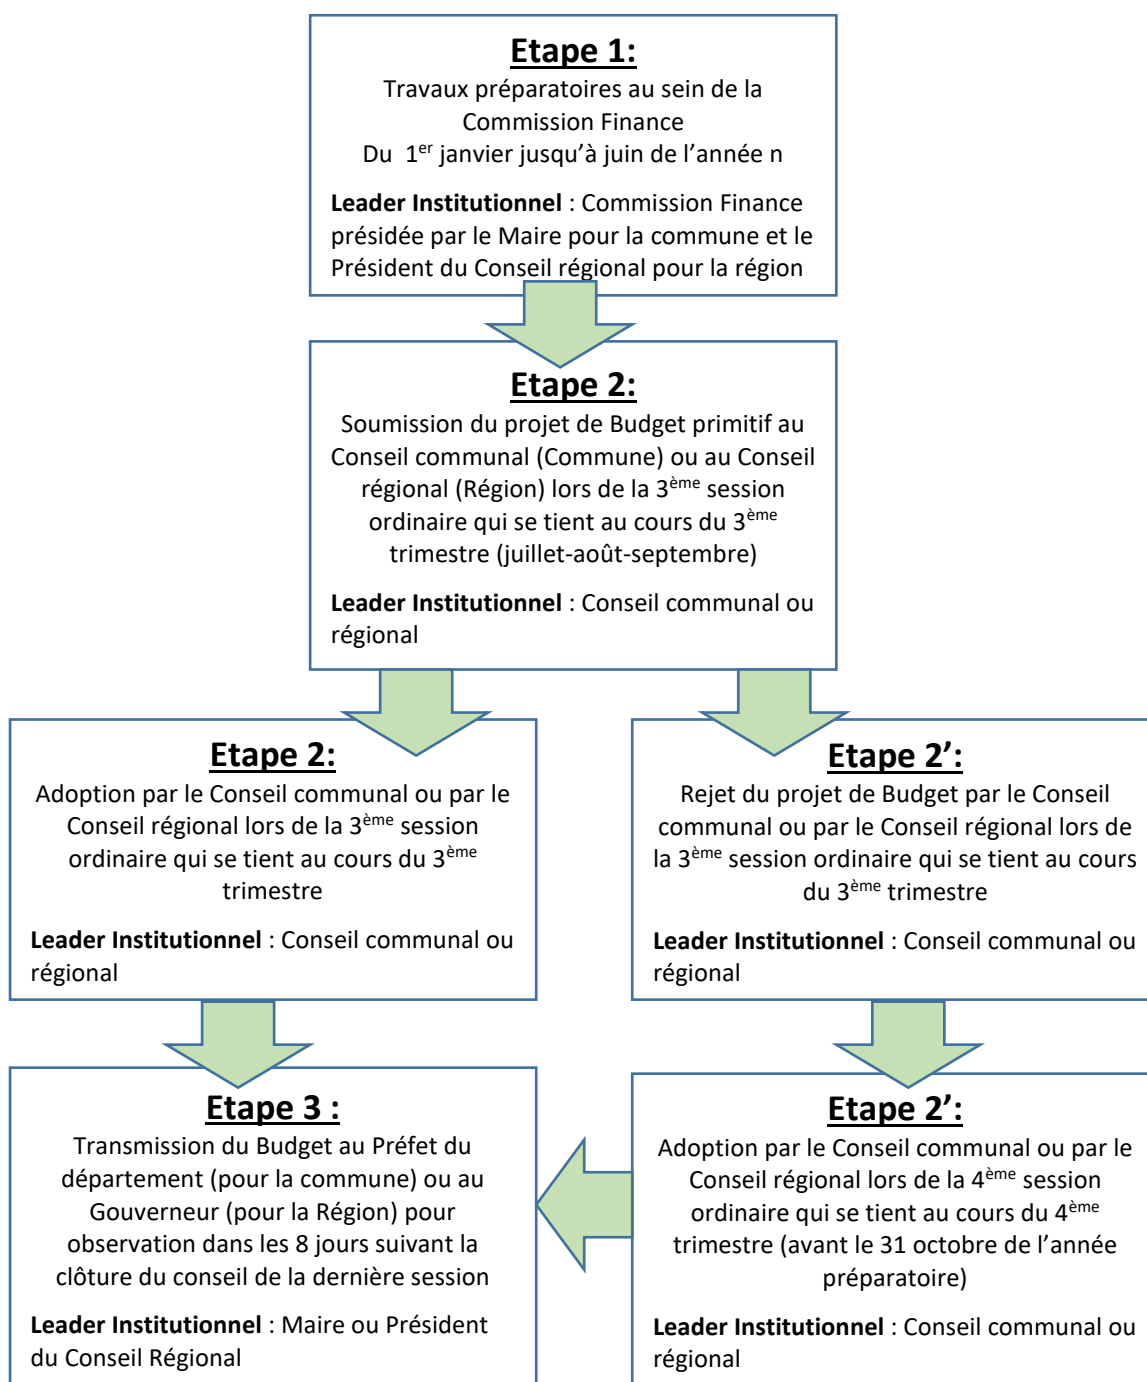 Etape 1:
Travaux préparatoires au sein de la
Commission Finance
Du 1er janvier jusqu’à juin de l’année n
Leader Institutionnel : Commission Finance
présidée par le Maire pour la commune et le
Président du Conseil régional pour la région
Etape 2:
Soumission du projet de Budget primitif au
Conseil communal (Commune) ou au Conseil
régional (Région) lors de la 3ème session
ordinaire qui se tient au cours du 3ème
trimestre (juillet-août-septembre)
Leader Institutionnel : Conseil communal ou
régional
Etape 2:
Adoption par le Conseil communal ou par le
Conseil régional lors de la 3ème session
ordinaire qui se tient au cours du 3ème
trimestre
Leader Institutionnel : Conseil communal ou
régional
Etape 2’:
Rejet du projet de Budget par le Conseil
communal ou par le Conseil régional lors de
la 3ème session ordinaire qui se tient au cours
du 3ème trimestre
Leader Institutionnel : Conseil communal ou
régional
Etape 3 :
Transmission du Budget au Préfet du
département (pour la commune) ou au
Gouverneur (pour la Région) pour
observation dans les 8 jours suivant la
clôture du conseil de la dernière session
Leader Institutionnel : Maire ou Président
du Conseil Régional
Etape 2’:
Adoption par le Conseil communal ou par le
Conseil régional lors de la 4ème session
ordinaire qui se tient au cours du 4ème
trimestre (avant le 31 octobre de l’année
préparatoire)
Leader Institutionnel : Conseil communal ou
régional